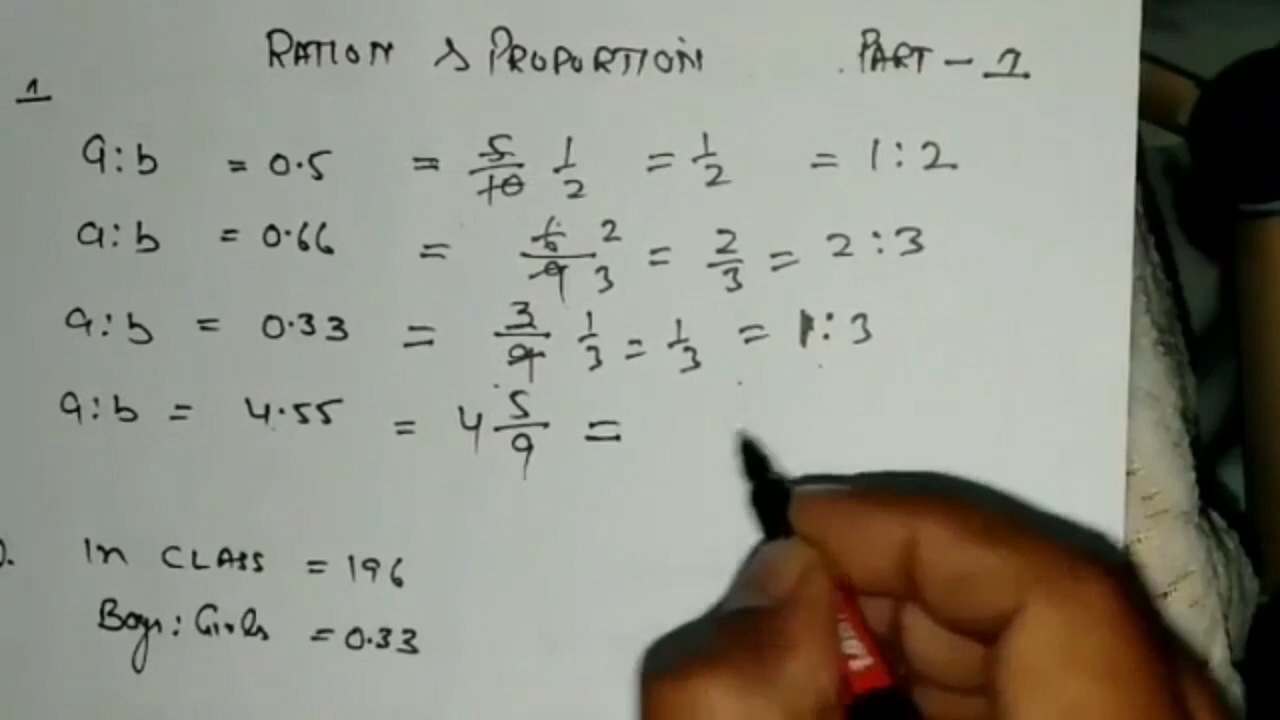 RATION & PROPORTION PART - 1
1
a:b = 0.5 = 5/10 1/2 = 1/2 = 1:2
a:b = 0.66 = 6/9 2/3 = 2/3 = 2:3
a:b = 0.33 = 3/9 1/3 = 1/3 = 1:3
a:b = 4.55 = 4 5/9 =
In CLASS = 196
Boys: Girls = 0.33